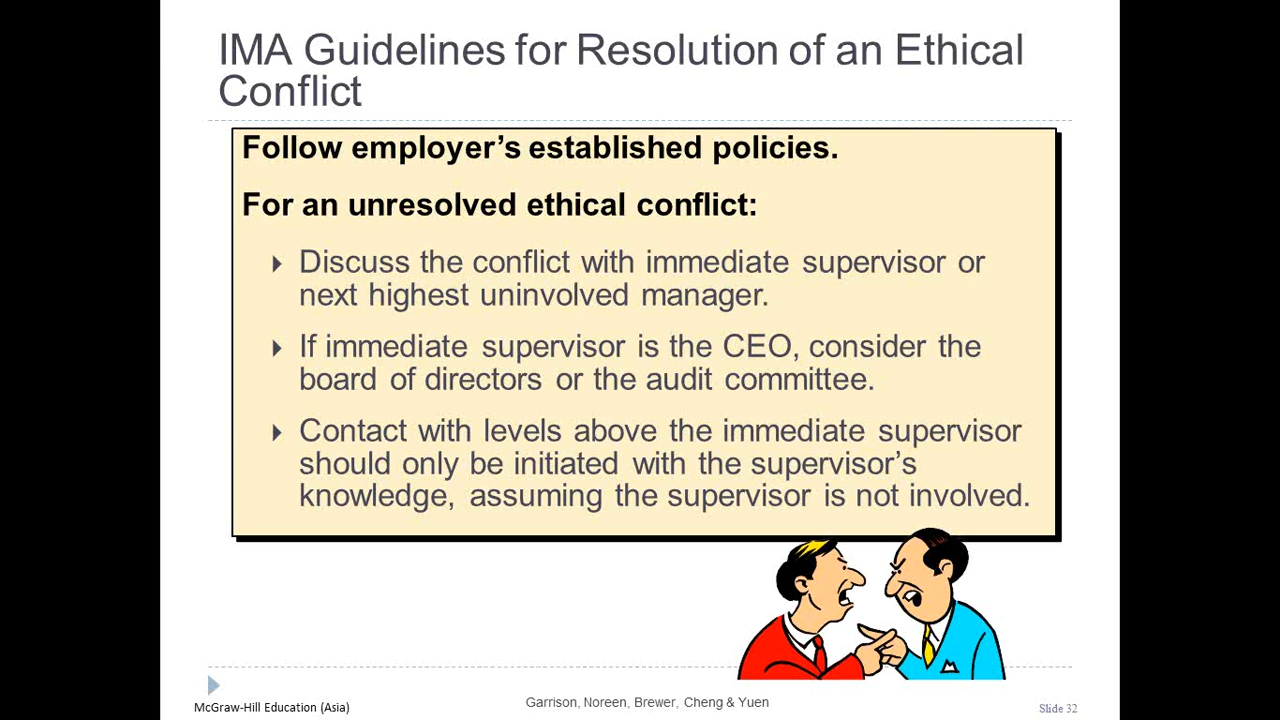 IMA Guidelines for Resolution of an Ethical
Conflict
Follow employer’s established policies.
For an unresolved ethical conflict:
Discuss the conflict with immediate supervisor or
next highest uninvolved manager.
If immediate supervisor is the CEO, consider the
board of directors or the audit committee.
Contact with levels above the immediate supervisor
should only be initiated with the supervisor’s
knowledge, assuming the supervisor is not involved.
McGraw-Hill Education (Asia)
Garrison, Noreen, Brewer, Cheng & Yuen
Slide 32